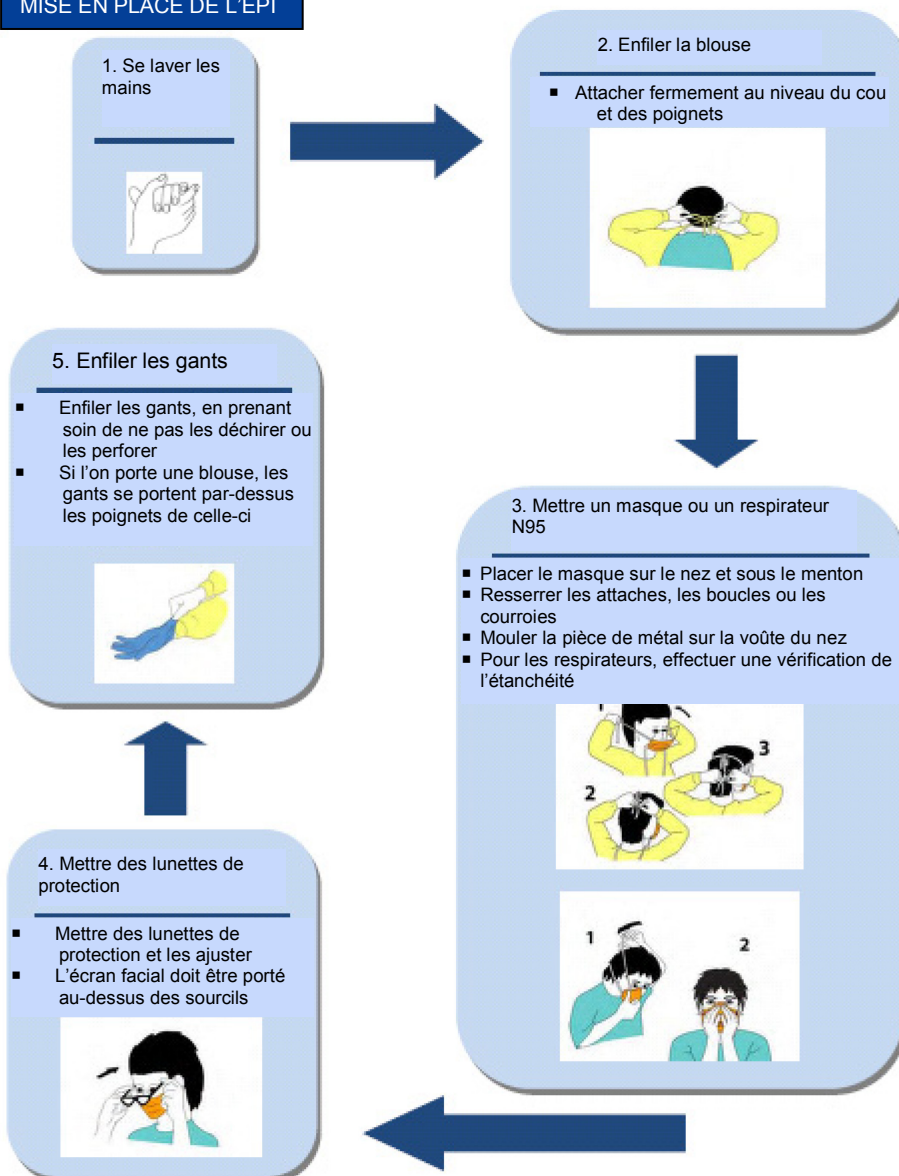 MISE EN PLACE DE L'ÉPI
1. Se laver les
mains
2. Enfiler la blouse
▪ Attacher fermement au niveau du cou
et des poignets
3. Mettre un masque ou un respirateur
N95
▪ Placer le masque sur le nez et sous le menton
▪ Resserrer les attaches, les boucles ou les
courroies
▪ Mouler la pièce de métal sur la voûte du nez
▪ Pour les respirateurs, effectuer une vérification de
l'étanchéité
1
3
2
1
2
4. Mettre des lunettes de
protection
▪ Mettre des lunettes de
protection et les ajuster
▪ L'écran facial doit être porté
au-dessus des sourcils
5. Enfiler les gants
▪ Enfiler les gants, en prenant
soin de ne pas les déchirer ou
les perforer
▪ Si l'on porte une blouse, les
gants se portent par-dessus
les poignets de celle-ci